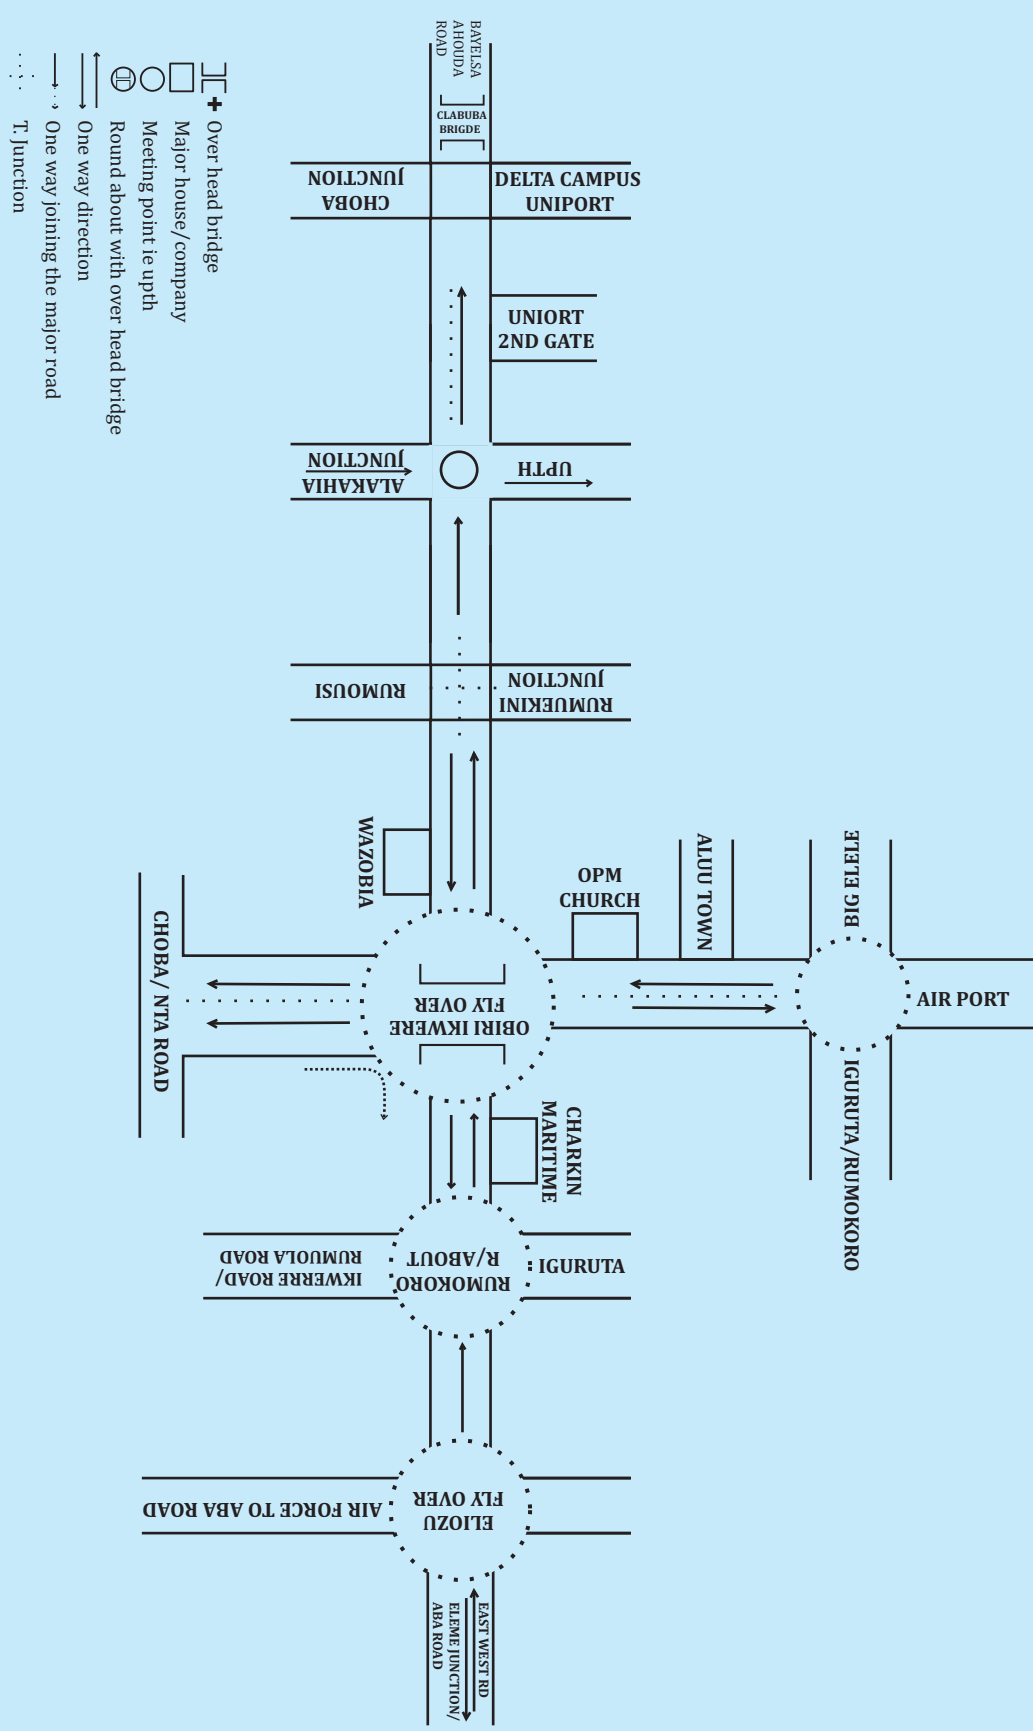 BAYELSA
AHOUDA
ROAD
CLABUBA
BRIGDE
Over head bridge
Major house/company
Meeting point ie upth
Round about with over head bridge
One way direction
One way joining the major road
T. Junction
CHOBA
JUNCTION
DELTA CAMPUS
UNIPORT
UNIORT
2ND GATE
ALAKAHIA
JUNCTION
UPTH
RUMOUSI
RUMUEKINI
JUNCTION
WAZOBIA
OPM
CHURCH
ALUU TOWN
BIG ELELE
AIR PORT
IGURUTA/RUMOKORO
CHOBA/ NTA ROAD
OBIRI IKWERE
FLY OVER
CHARKIN
MARITIME
IKWERRE ROAD/
RUMUOLA ROAD
RUMOKORO
R/ABOUT
IGURUTA
AIR FORCE TO ABA ROAD
ELIOZU
FLY OVER
EAST WEST RD
ELEME JUNCTION/
ABA ROAD